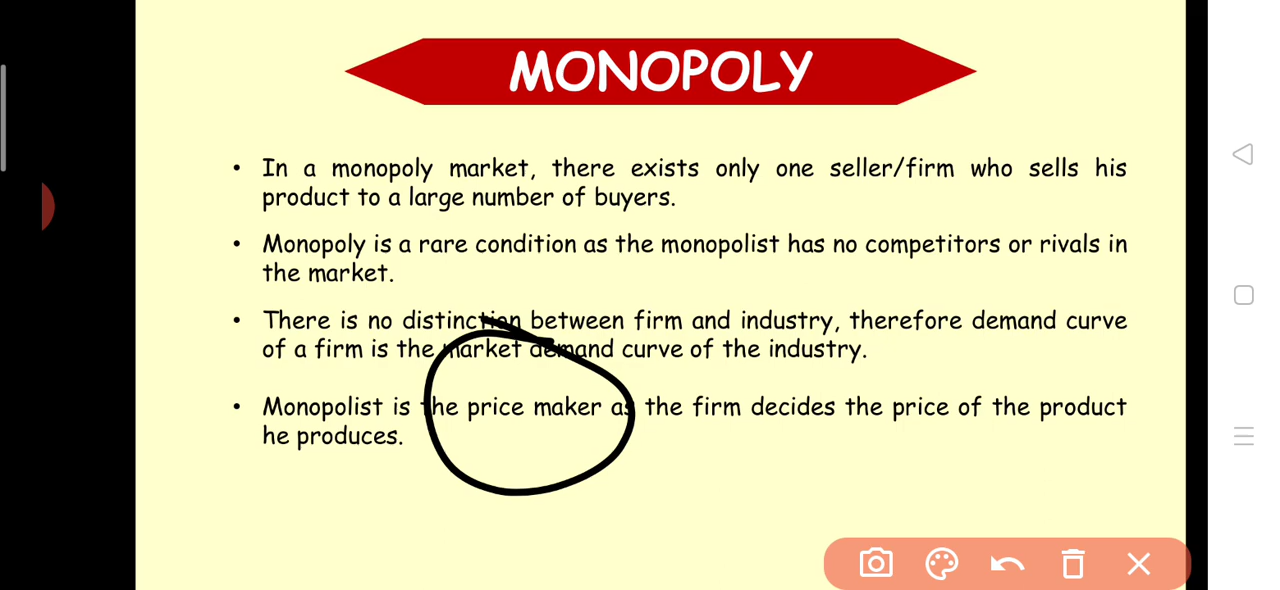 MONOPOLY
• In a monopoly market, there exists only one seller/firm who sells his
product to a large number of buyers.
• Monopoly is a rare condition as the monopolist has no competitors or rivals in
the market.
• There is no distinction between firm and industry, therefore demand curve
of a firm is the market demand curve of the industry.
• Monopolist is the price maker as the firm decides the price of the product
he produces.